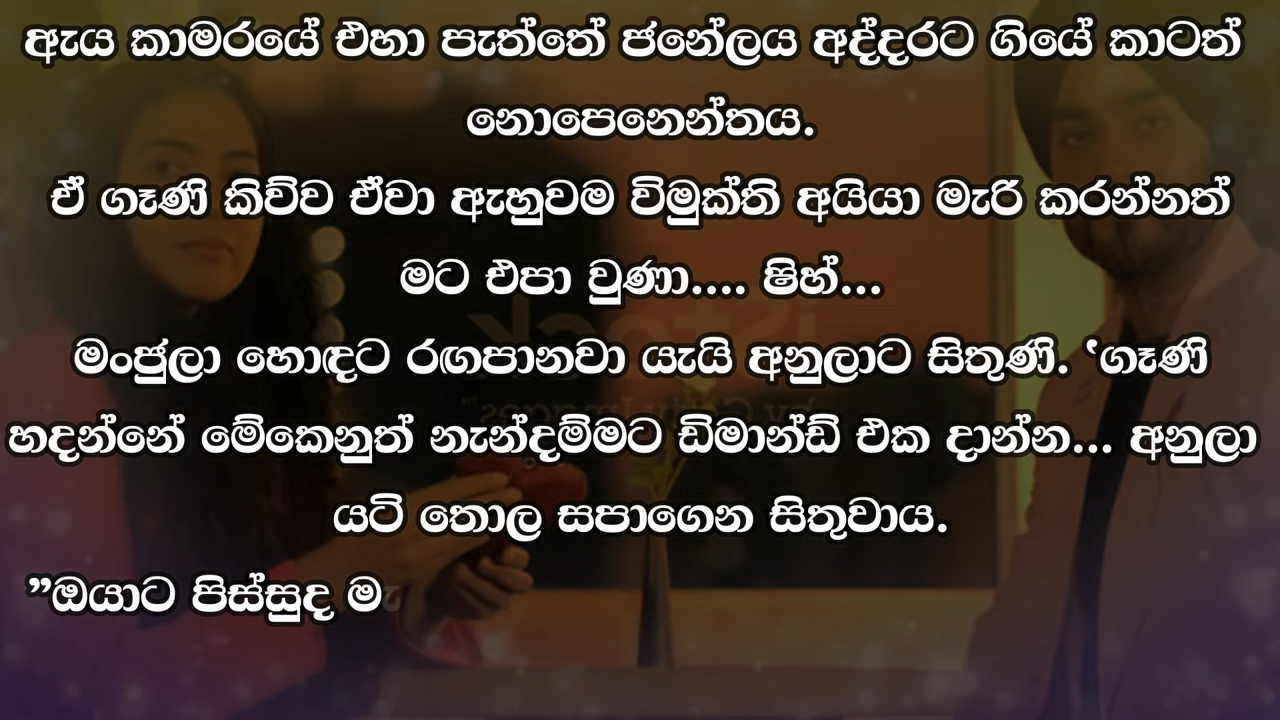 ඇය කාමරයේ එහා පැත්තේ ජනේලය අද්දරට ගියේ කාටත්
නොපෙනෙන්තය.
ඒ ගෑණි කිව්ව ඒවා ඇහුවම විමුක්ති අයියා මැරි කරන්නත්
මට එපා වුණා.... ෂිහ්...
මංජුලා හොඳට රඟපානවා යැයි අනුලාට සිතුණි. ‘ගෑණි
හදන්නේ මේකෙනුත් නැන්දම්මට ඩිමාන්ඩ් එක දාන්න... අනුලා
යටි තොල සපාගෙන සිතුවාය.
”ඔයාට පිස්සුද ම